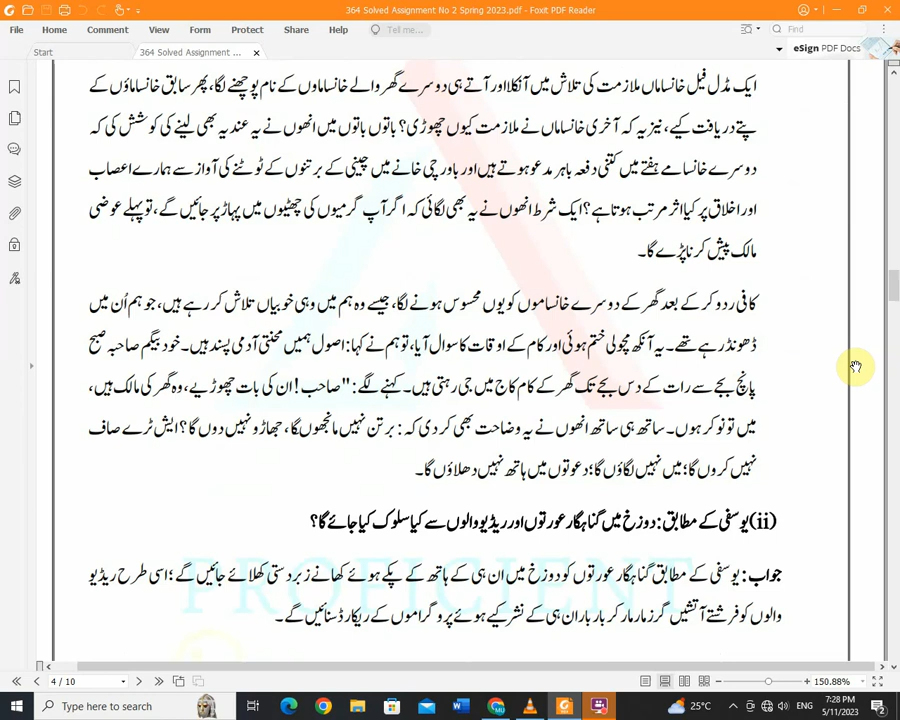 364 Solved Assignment No 2 Spring 2023.pdf - Foxit PDF Reader
File Home Comment View Form Protect Share Help Tell me... Find
Start 364 Solved Assignment ... eSign PDF Docs
ایک مڈل فیل خانساماں ملازمت کی تلاش میں آ نکلا اور آتے ہی دوسرے گھر والے خانساماوں کے نام پوچھنے لگا، پھر سابق خانساماؤں کے
پتے دریافت کیے، نیز یہ کہ آخری خانساماں نے ملازمت کیوں چھوڑی؟ باتوں باتوں میں انھوں نے یہ عندیہ بھی لینے کی کوشش کی کہ
دوسرے خانسامے ہفتے میں کتنی دفعہ باہر مدعو ہوتے ہیں اور باورچی خانے میں چینی کے برتنوں کے ٹوٹنے کی آواز سے ہمارے اعصاب
اور اخلاق پر کیا اثر مرتب ہوتا ہے؟ ایک شرط انھوں نے یہ بھی لگائی کہ اگر آپ گرمیوں کی چھٹیوں میں پہاڑ پر جائیں گے، تو پہلے عوضی
مالک پیش کرنا پڑے گا۔
کافی ردو کر کے بعد گھر کے دوسرے خانساموں کو یوں محسوس ہونے لگا، جیسے وہ ہم میں وہی خوبیاں تلاش کر رہے ہیں، جو ہم اُن میں
ڈھونڈ رہے تھے۔ یہ آنکھ مچولی ختم ہوئی اور کام کے اوقات کا سوال آیا، تو ہم نے کہا: اصول ہمیں محنتی آدمی پسند ہیں۔ خود بیگم صاحبہ صبح
پانچ بجے سے رات کے دس بجے تک گھر کے کام کاج میں جی رہتی ہیں۔ کہنے لگے: "صاحب! ان کی بات چھوڑیے، وہ گھر کی مالک ہیں،
میں تو نوکر ہوں۔ ساتھ ہی ساتھ انھوں نے یہ وضاحت بھی کر دی کہ: برتن نہیں مانجھوں گا، جھاڑو نہیں دوں گا؟ ایش ٹرے صاف
نہیں کروں گا؛ میں نہیں لگاؤں گا؛ دعوتوں میں ہاتھ نہیں دھلاؤں گا۔
(ii) یوسفی کے مطابق: دوزخ میں گناہگار عورتوں اور ریڈیو والوں سے کیا سلوک کیا جائے گا؟
جواب: یوسفی کے مطابق گناہگار عورتوں کو دوزخ میں ان ہی کے ہاتھ کے پکے ہوئے کھانے زبردستی کھلائے جائیں گے؛ اسی طرح ریڈیو
والوں کو فرشتے آتشیں گرز مار مار کر بار بار ان ہی کے نشر کیے ہوئے پروگراموں کے ریکارڈ سنائیں گے۔
PROFICIENT
4 / 10 150.88%
Type here to search 25°C ENG 7:28 PM
5/11/2023